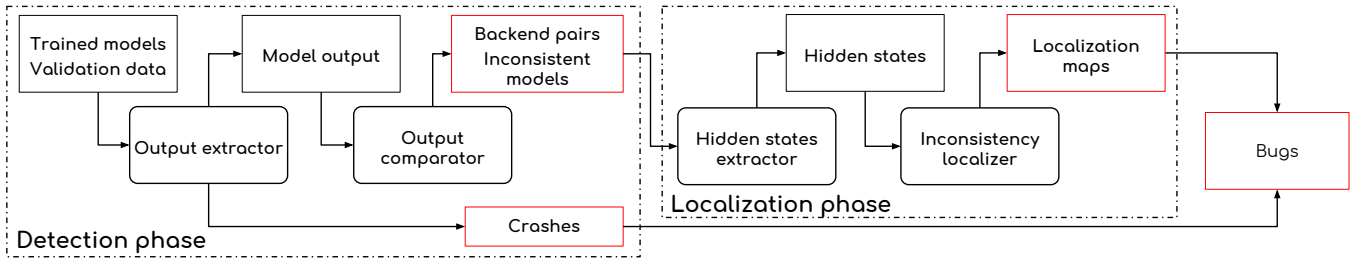 Trained models
Validation data
Output extractor
Model output
Output
comparator
Backend pairs
Inconsistent
models
Crashes
Detection phase
Hidden states
extractor
Hidden states
Inconsistency
localizer
Localization
maps
Localization phase
Bugs